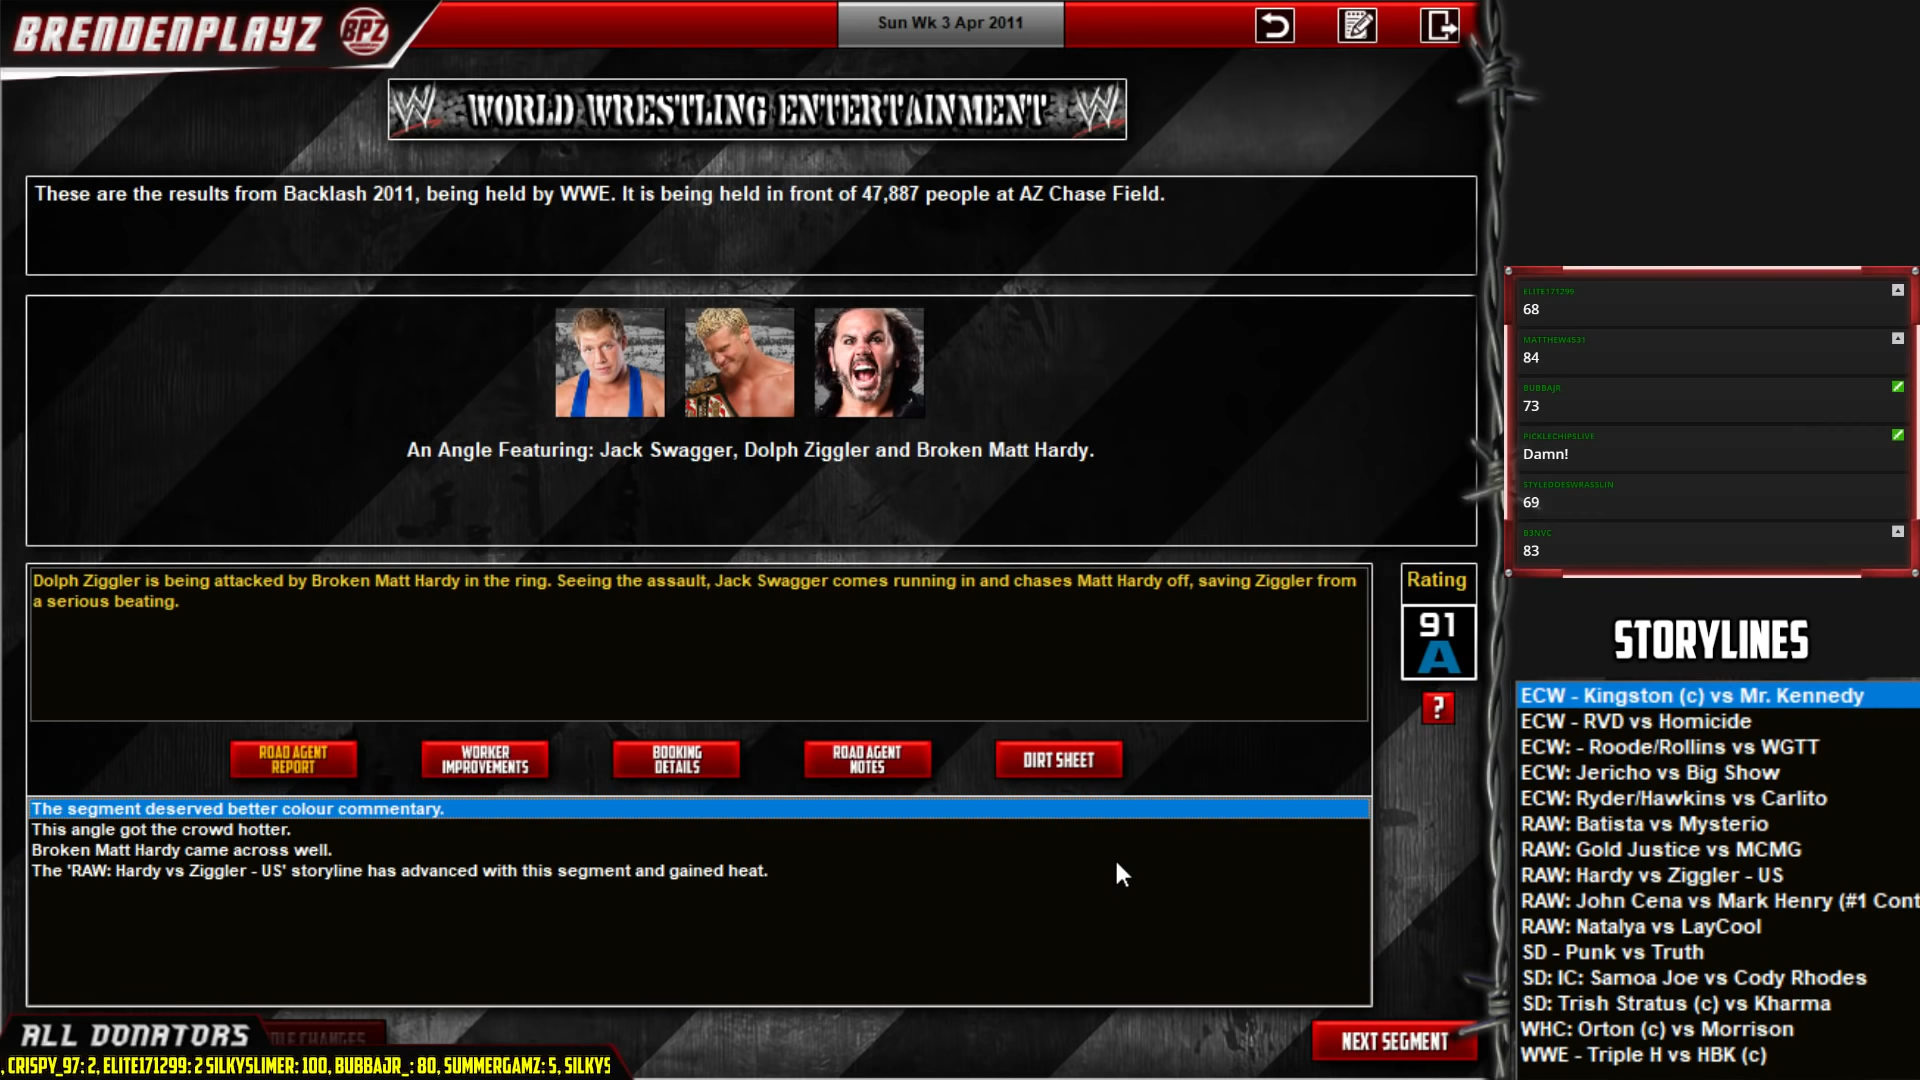 BRENDENPLAYZ BPZ
Sun Wk 3 Apr 2011
WORLD WRESTLING ENTERTAINMENT
These are the results from Backlash 2011, being held by WWE. It is being held in front of 47,887 people at AZ Chase Field.
An Angle Featuring: Jack Swagger, Dolph Ziggler and Broken Matt Hardy.
Dolph Ziggler is being attacked by Broken Matt Hardy in the ring. Seeing the assault, Jack Swagger comes running in and chases Matt Hardy off, saving Ziggler from
a serious beating.
Rating
91
A
?
ROAD AGENT
REPORT
WORKER
IMPROVEMENTS
BOOKING
DETAILS
ROAD AGENT
NOTES
DIRT SHEET
The segment deserved better colour commentary.
This angle got the crowd hotter.
Broken Matt Hardy came across well.
The 'RAW: Hardy vs Ziggler - US' storyline has advanced with this segment and gained heat.
NEXT SEGMENT
ALL DONATORS
CHANGES
, CRISPY_97: 2, ELITE171299: 2 SILKYSLIMER: 100, BUBBAJR_: 80, SUMMERGAMZ: 5, SILKYS
ELITE171299
68
MATTHEW4531
84
BUBBAJR
73
PICKLECHIPSLIVE
Damn!
STYLEDOESWRASSLIN
69
B3NVC
83
STORYLINES
ECW - Kingston (c) vs Mr. Kennedy
ECW - RVD vs Homicide
ECW: - Roode/Rollins vs WGTT
ECW: Jericho vs Big Show
ECW: Ryder/Hawkins vs Carlito
RAW: Batista vs Mysterio
RAW: Gold Justice vs MCMG
RAW: Hardy vs Ziggler - US
RAW: John Cena vs Mark Henry (#1 Cont
RAW: Natalya vs LayCool
SD - Punk vs Truth
SD: IC: Samoa Joe vs Cody Rhodes
SD: Trish Stratus (c) vs Kharma
WHC: Orton (c) vs Morrison
WWE - Triple H vs HBK (c)